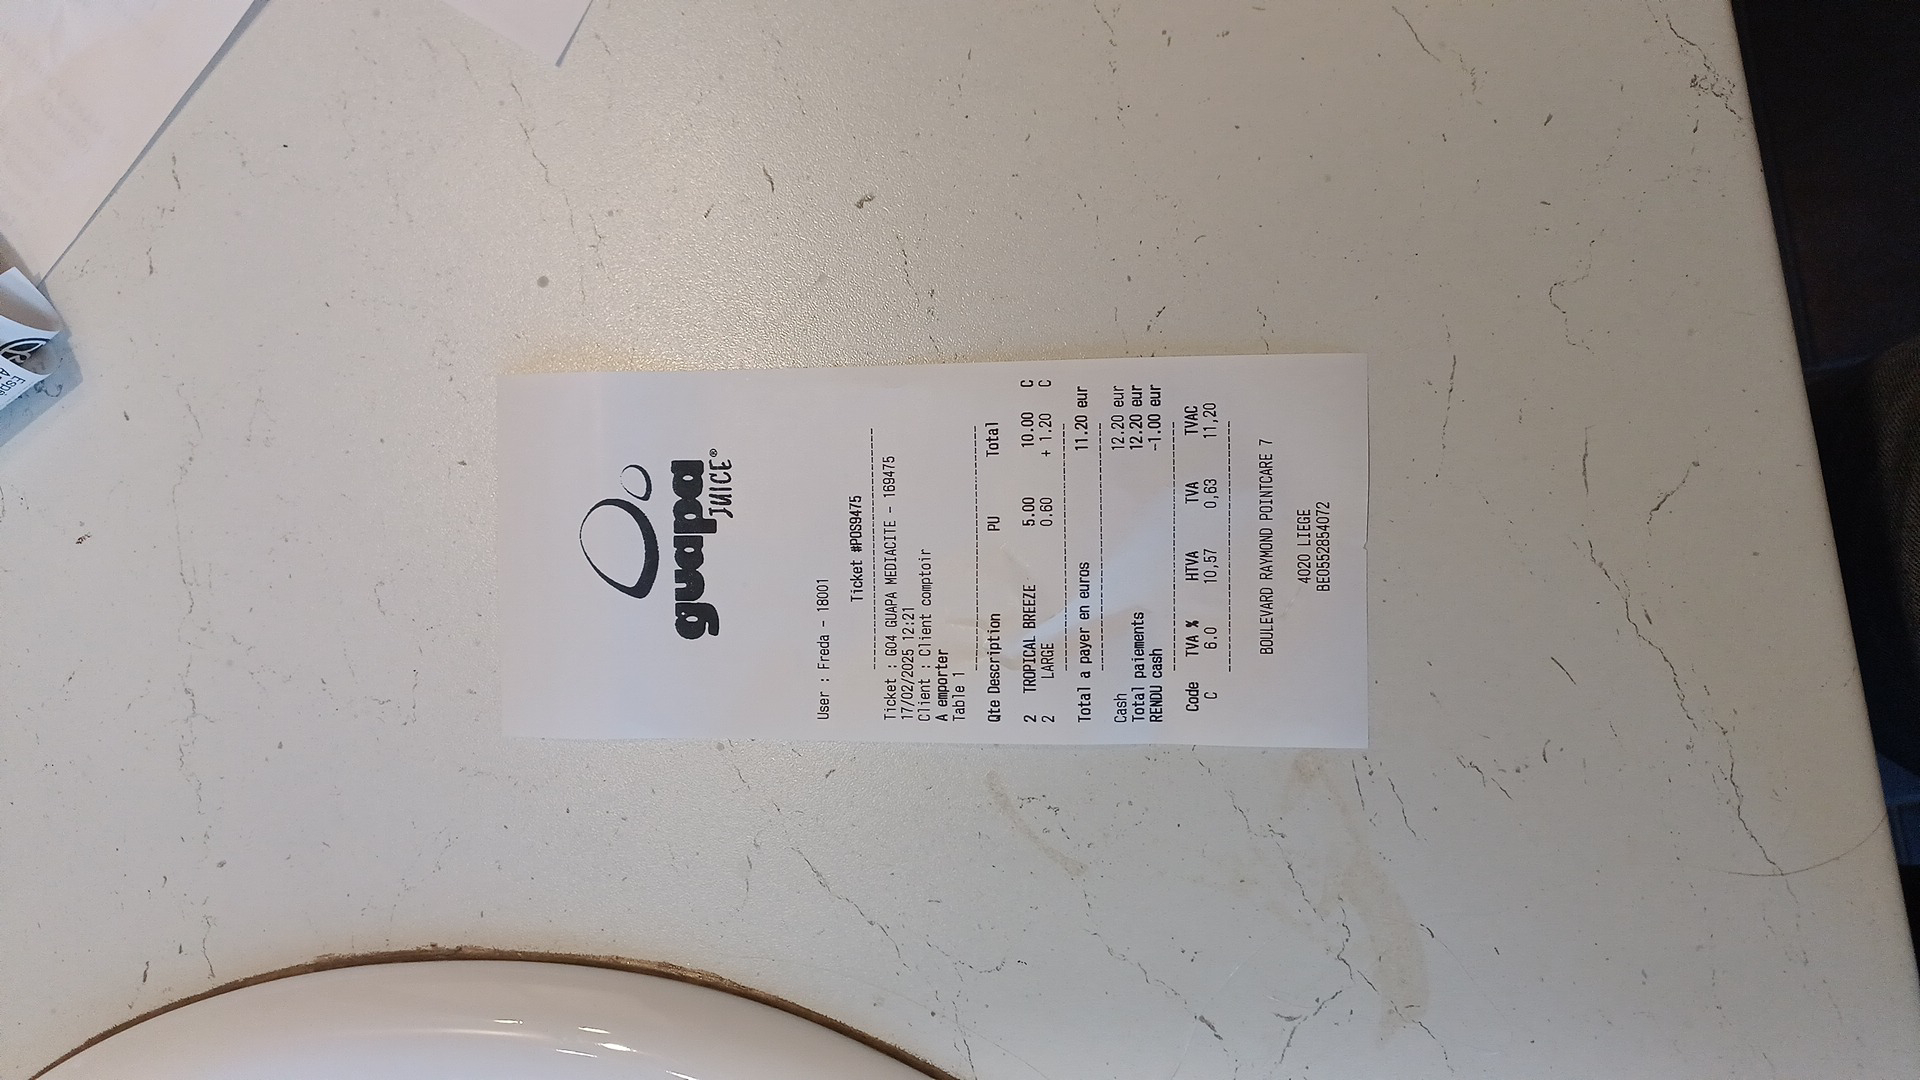 guapa
JUICE®
User : Freda - 18001
Ticket #POS9475
Ticket : G04 GUAPA MEDIACITE - 169475
17/02/2025 12:21
Client : Client comptoir
A emporter
Table 1
Qte Description PU Total
2 TROPICAL BREEZE 5.00 10.00 C
2 LARGE 0.60 + 1.20 C
Total a payer en euros 11.20 eur
Cash 12.20 eur
Total paiements 12.20 eur
RENDU cash -1.00 eur
Code TVA % HTVA TVA TVAC
C 6.0 10,57 0,63 11,20
BOULEVARD RAYMOND POINTCARE 7
4020 LIEGE
BE0552854072